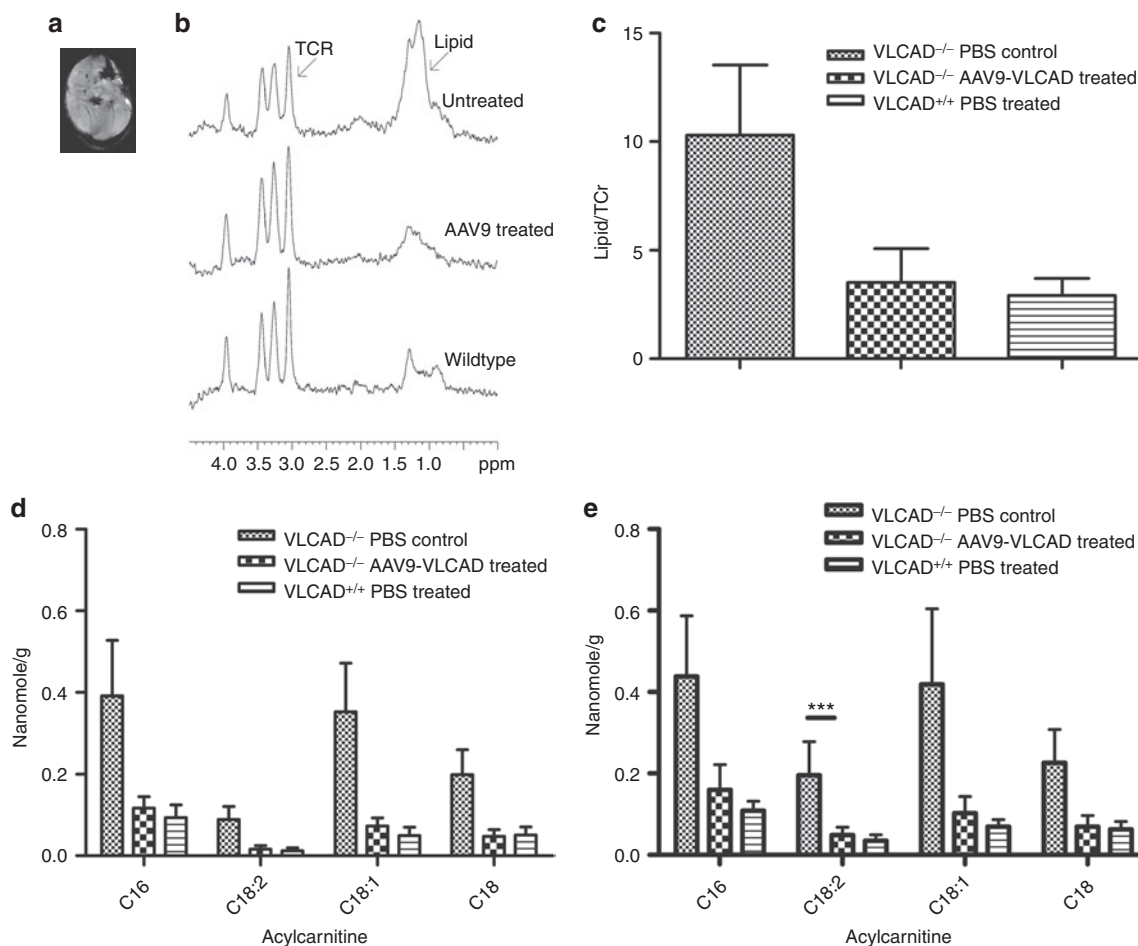 a
b
TCR
Lipid
Untreated
AAV9 treated
Wildtype
4.0 3.5 3.0 2.5 2.0 1.5 1.0 ppm
c
15
10
5
0
Lipid/TCr
VLCAD⁻/⁻ PBS control
VLCAD⁻/⁻ AAV9-VLCAD treated
VLCAD⁺/⁺ PBS treated
d
0.8
0.6
0.4
0.2
0.0
Nanomole/g
VLCAD⁻/⁻ PBS control
VLCAD⁻/⁻ AAV9-VLCAD treated
VLCAD⁺/⁺ PBS treated
C16 C18:2 C18:1 C18
Acylcarnitine
e
0.8
0.6
0.4
0.2
0.0
Nanomole/g
VLCAD⁻/⁻ PBS control
VLCAD⁻/⁻ AAV9-VLCAD treated
VLCAD⁺/⁺ PBS treated
***
C16 C18:2 C18:1 C18
Acylcarnitine